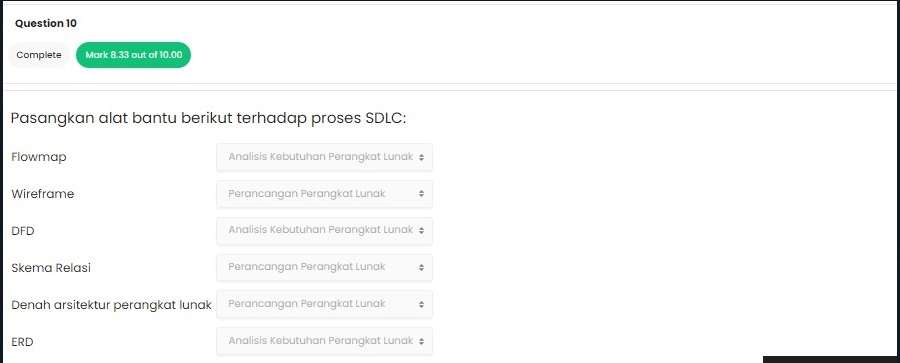 Question 10
Complete Mark 8.33 out of 10.00
Pasangkan alat bantu berikut terhadap proses SDLC:
Flowmap Analisis Kebutuhan Perangkat Lunak
Wireframe Perancangan Perangkat Lunak
DFD Analisis Kebutuhan Perangkat Lunak
Skema Relasi Perancangan Perangkat Lunak
Denah arsitektur perangkat lunak Perancangan Perangkat Lunak
ERD Analisis Kebutuhan Perangkat Lunak